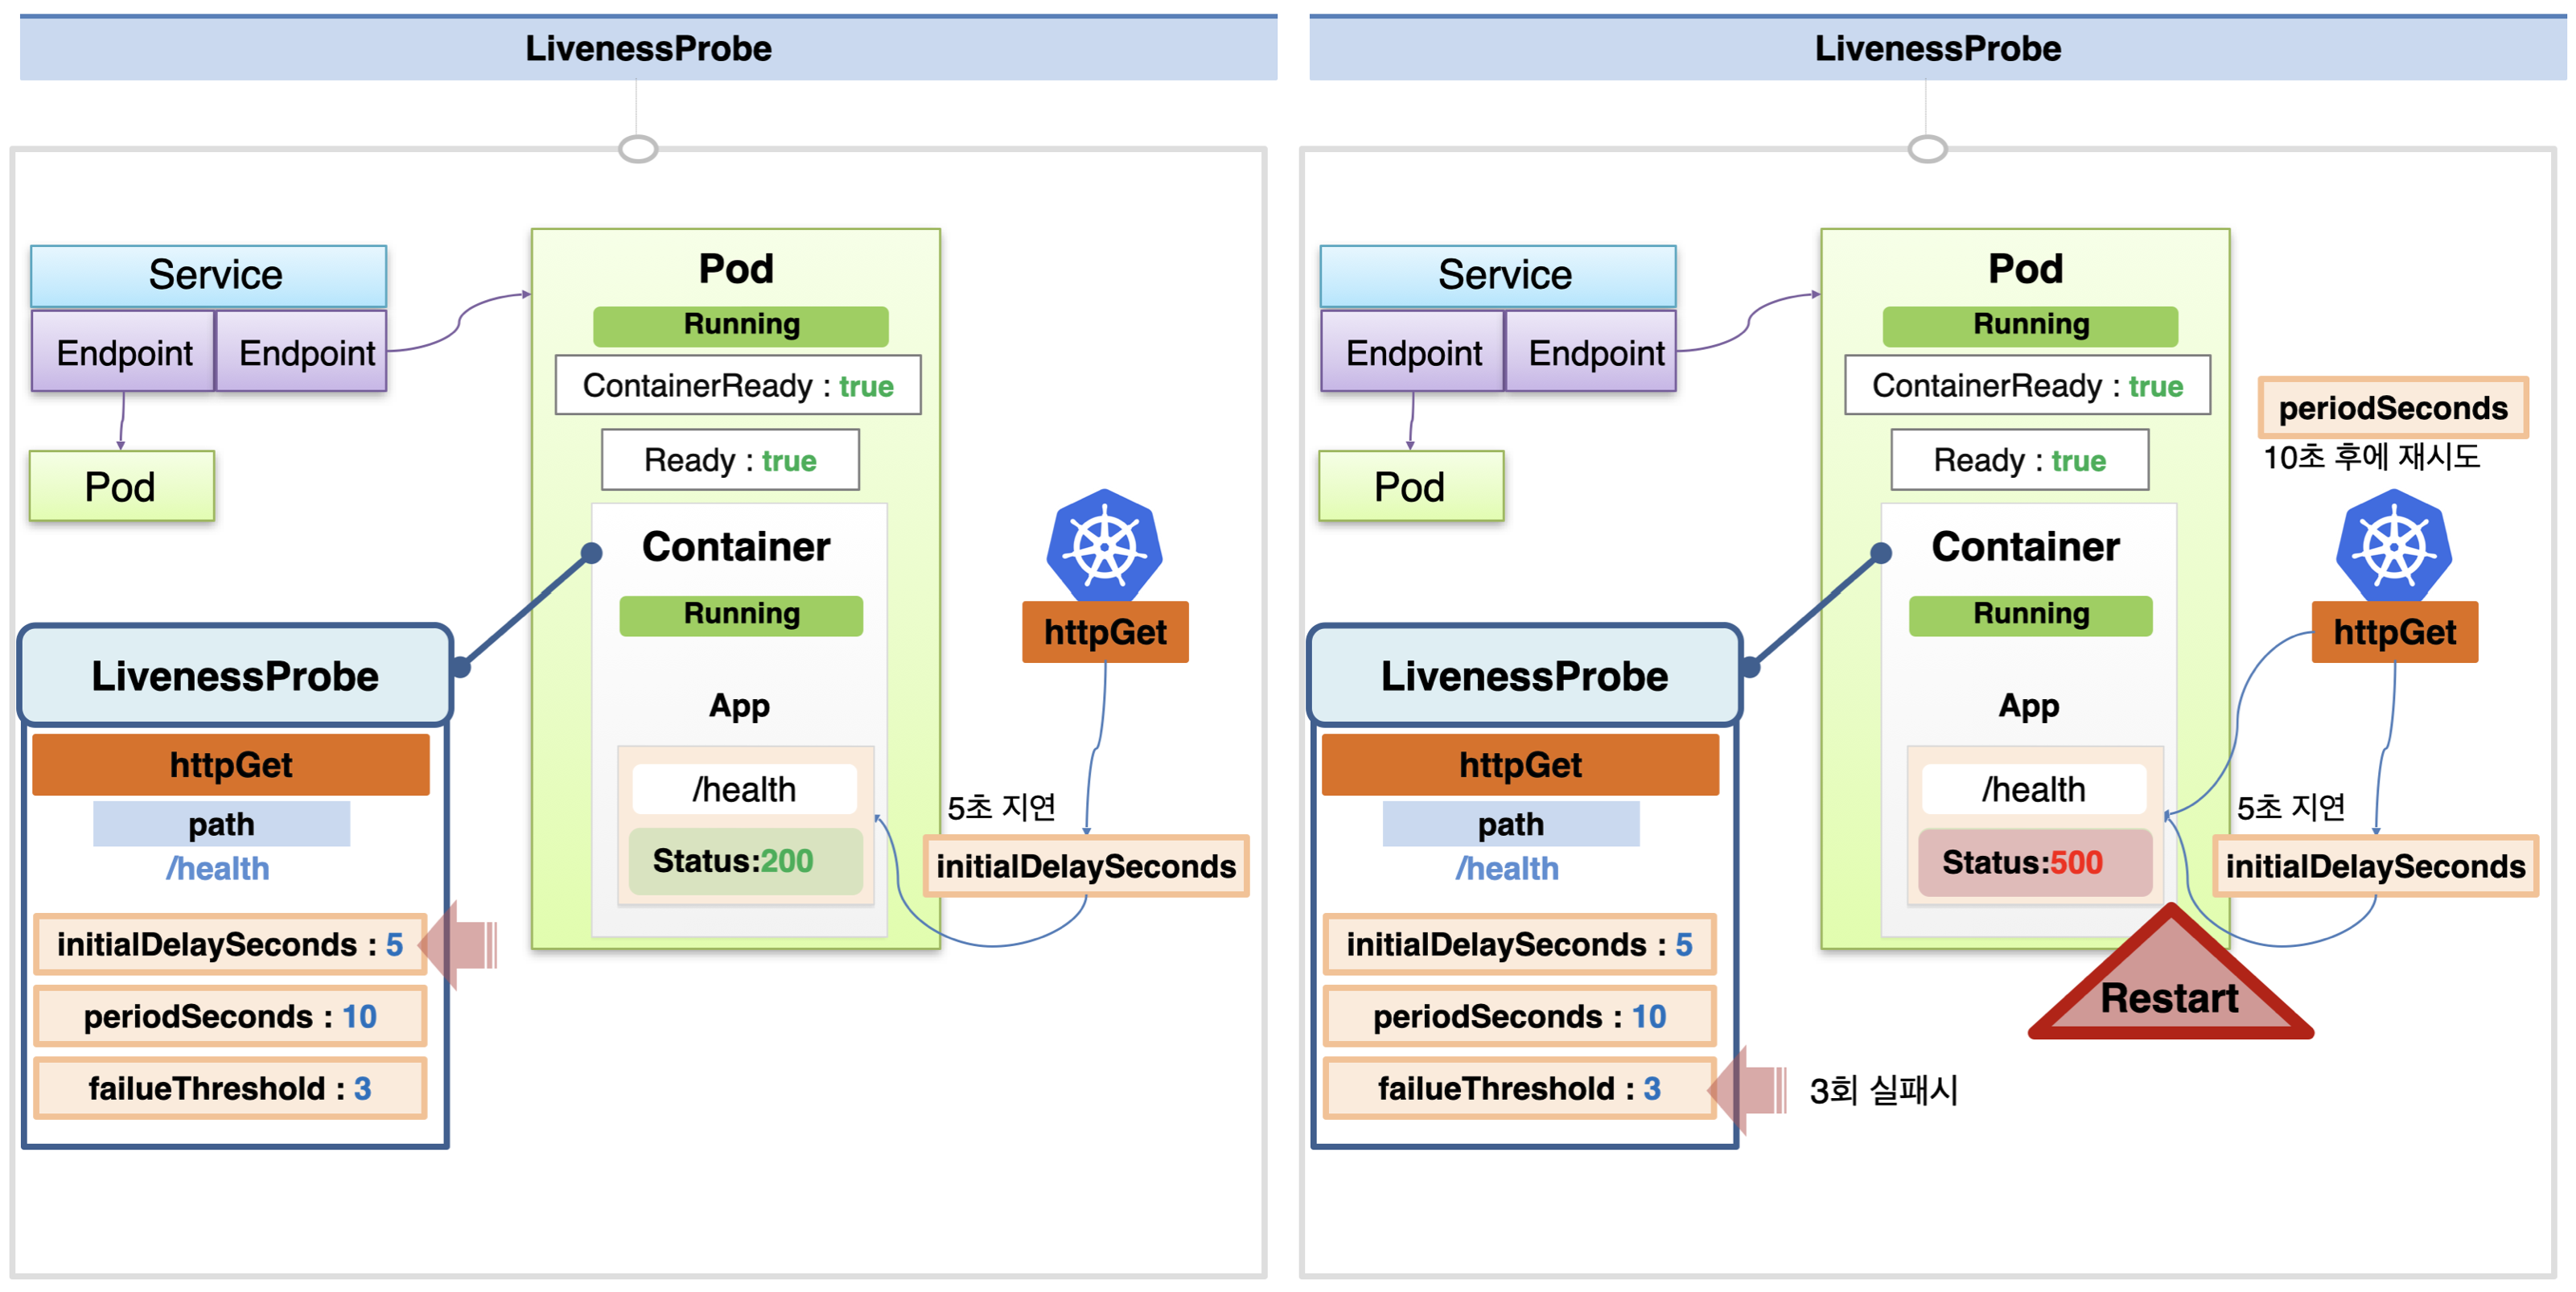 LivenessProbe
Service
Endpoint Endpoint
Pod
Pod
Running
ContainerReady : true
Ready : true
Container
Running
App
/health
Status:200
httpGet
5초 지연
initialDelaySeconds
LivenessProbe
httpGet
path
/health
initialDelaySeconds : 5
periodSeconds : 10
failueThreshold : 3
LivenessProbe
Service
Endpoint Endpoint
Pod
Pod
Running
ContainerReady : true
Ready : true
Container
Running
App
/health
Status:500
periodSeconds
10초 후에 재시도
httpGet
5초 지연
initialDelaySeconds
Restart
LivenessProbe
httpGet
path
/health
initialDelaySeconds : 5
periodSeconds : 10
failueThreshold : 3
3회 실패시